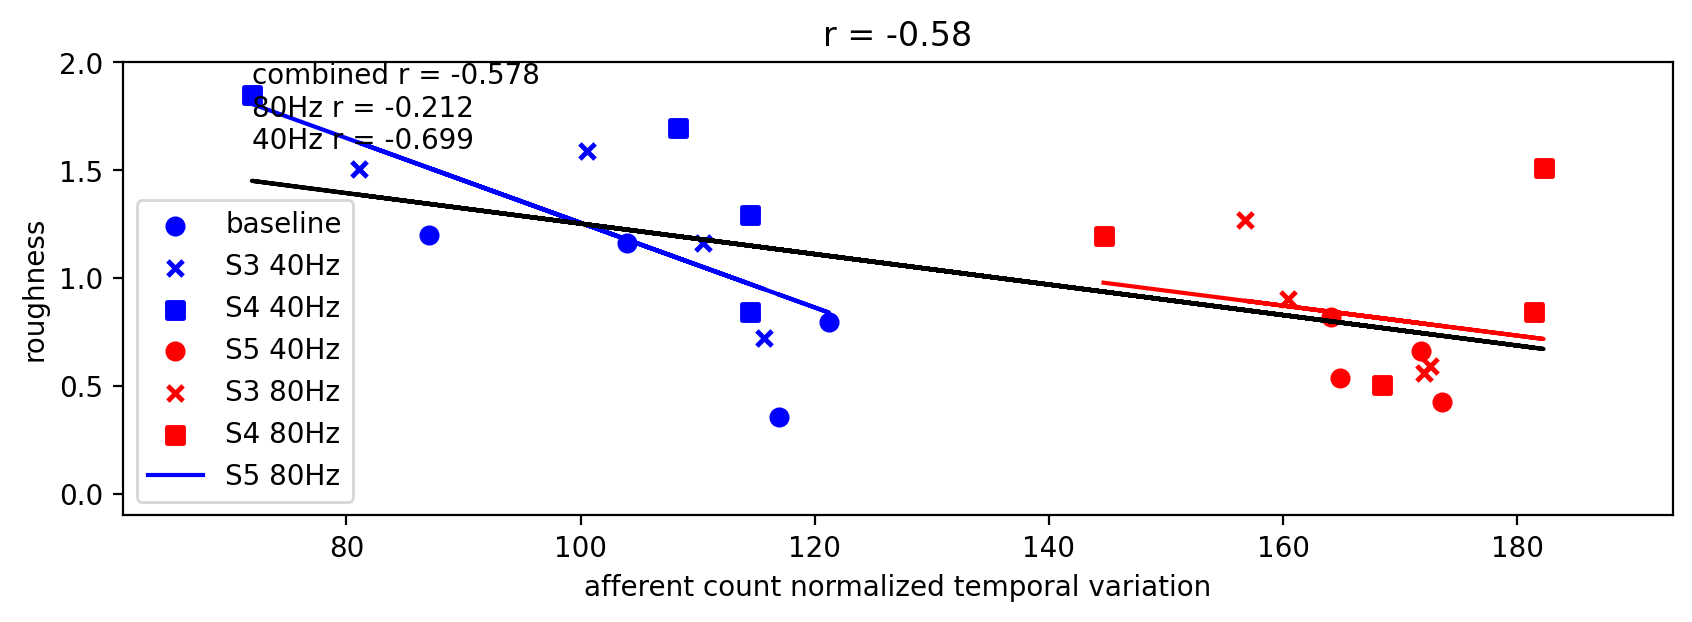 r = -0.58
combined r = -0.578
80Hz r = -0.212
40Hz r = -0.699
2.0
1.5
1.0
0.5
0.0
roughness
baseline
S3 40Hz
S4 40Hz
S5 40Hz
S3 80Hz
S4 80Hz
S5 80Hz
80 100 120 140 160 180
afferent count normalized temporal variation